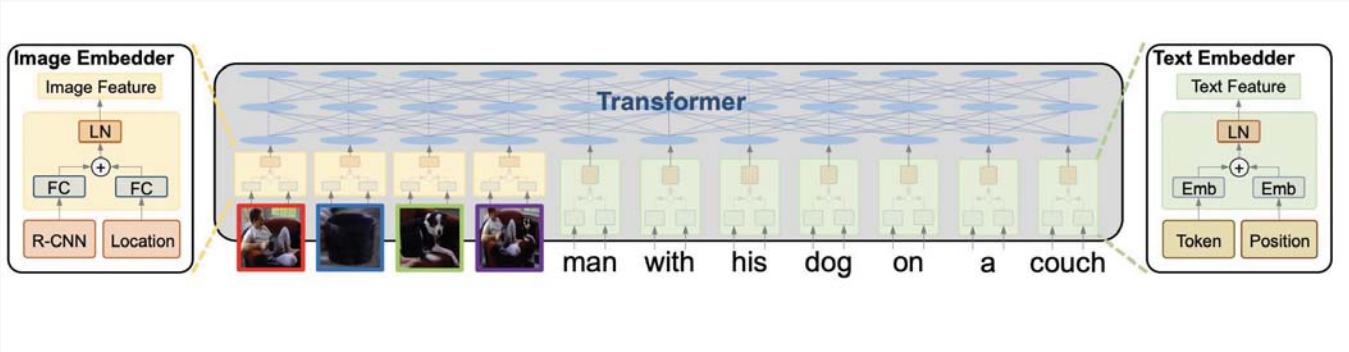 Image Embedder
Image Feature
LN
+
FC FC
R-CNN Location
Transformer
man with his dog on a couch
Text Embedder
Text Feature
LN
+
Emb Emb
Token Position